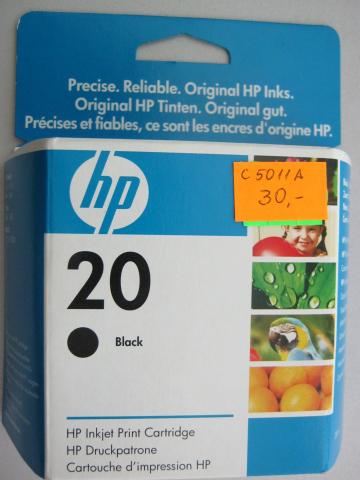 Precise. Reliable. Original HP Inks.
Original HP Tinten. Original gut.
Précises et fiables, ce sont les encres d'origine HP.
hp
C5011A
30,-
20
Black
HP Inkjet Print Cartridge
HP Druckpatrone
Cartouche d'impression HP